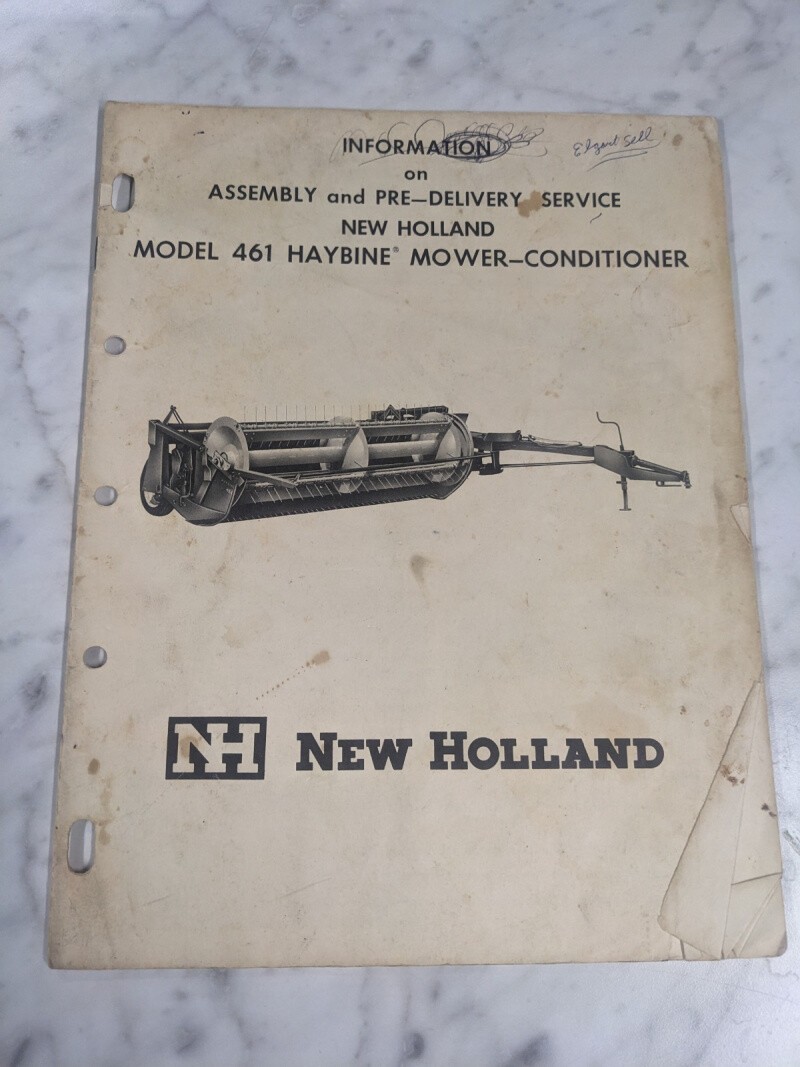 INFORMATION
on
ASSEMBLY and PRE—DELIVERY SERVICE
NEW HOLLAND
MODEL 461 HAYBINE® MOWER—CONDITIONER
NH NEW HOLLAND